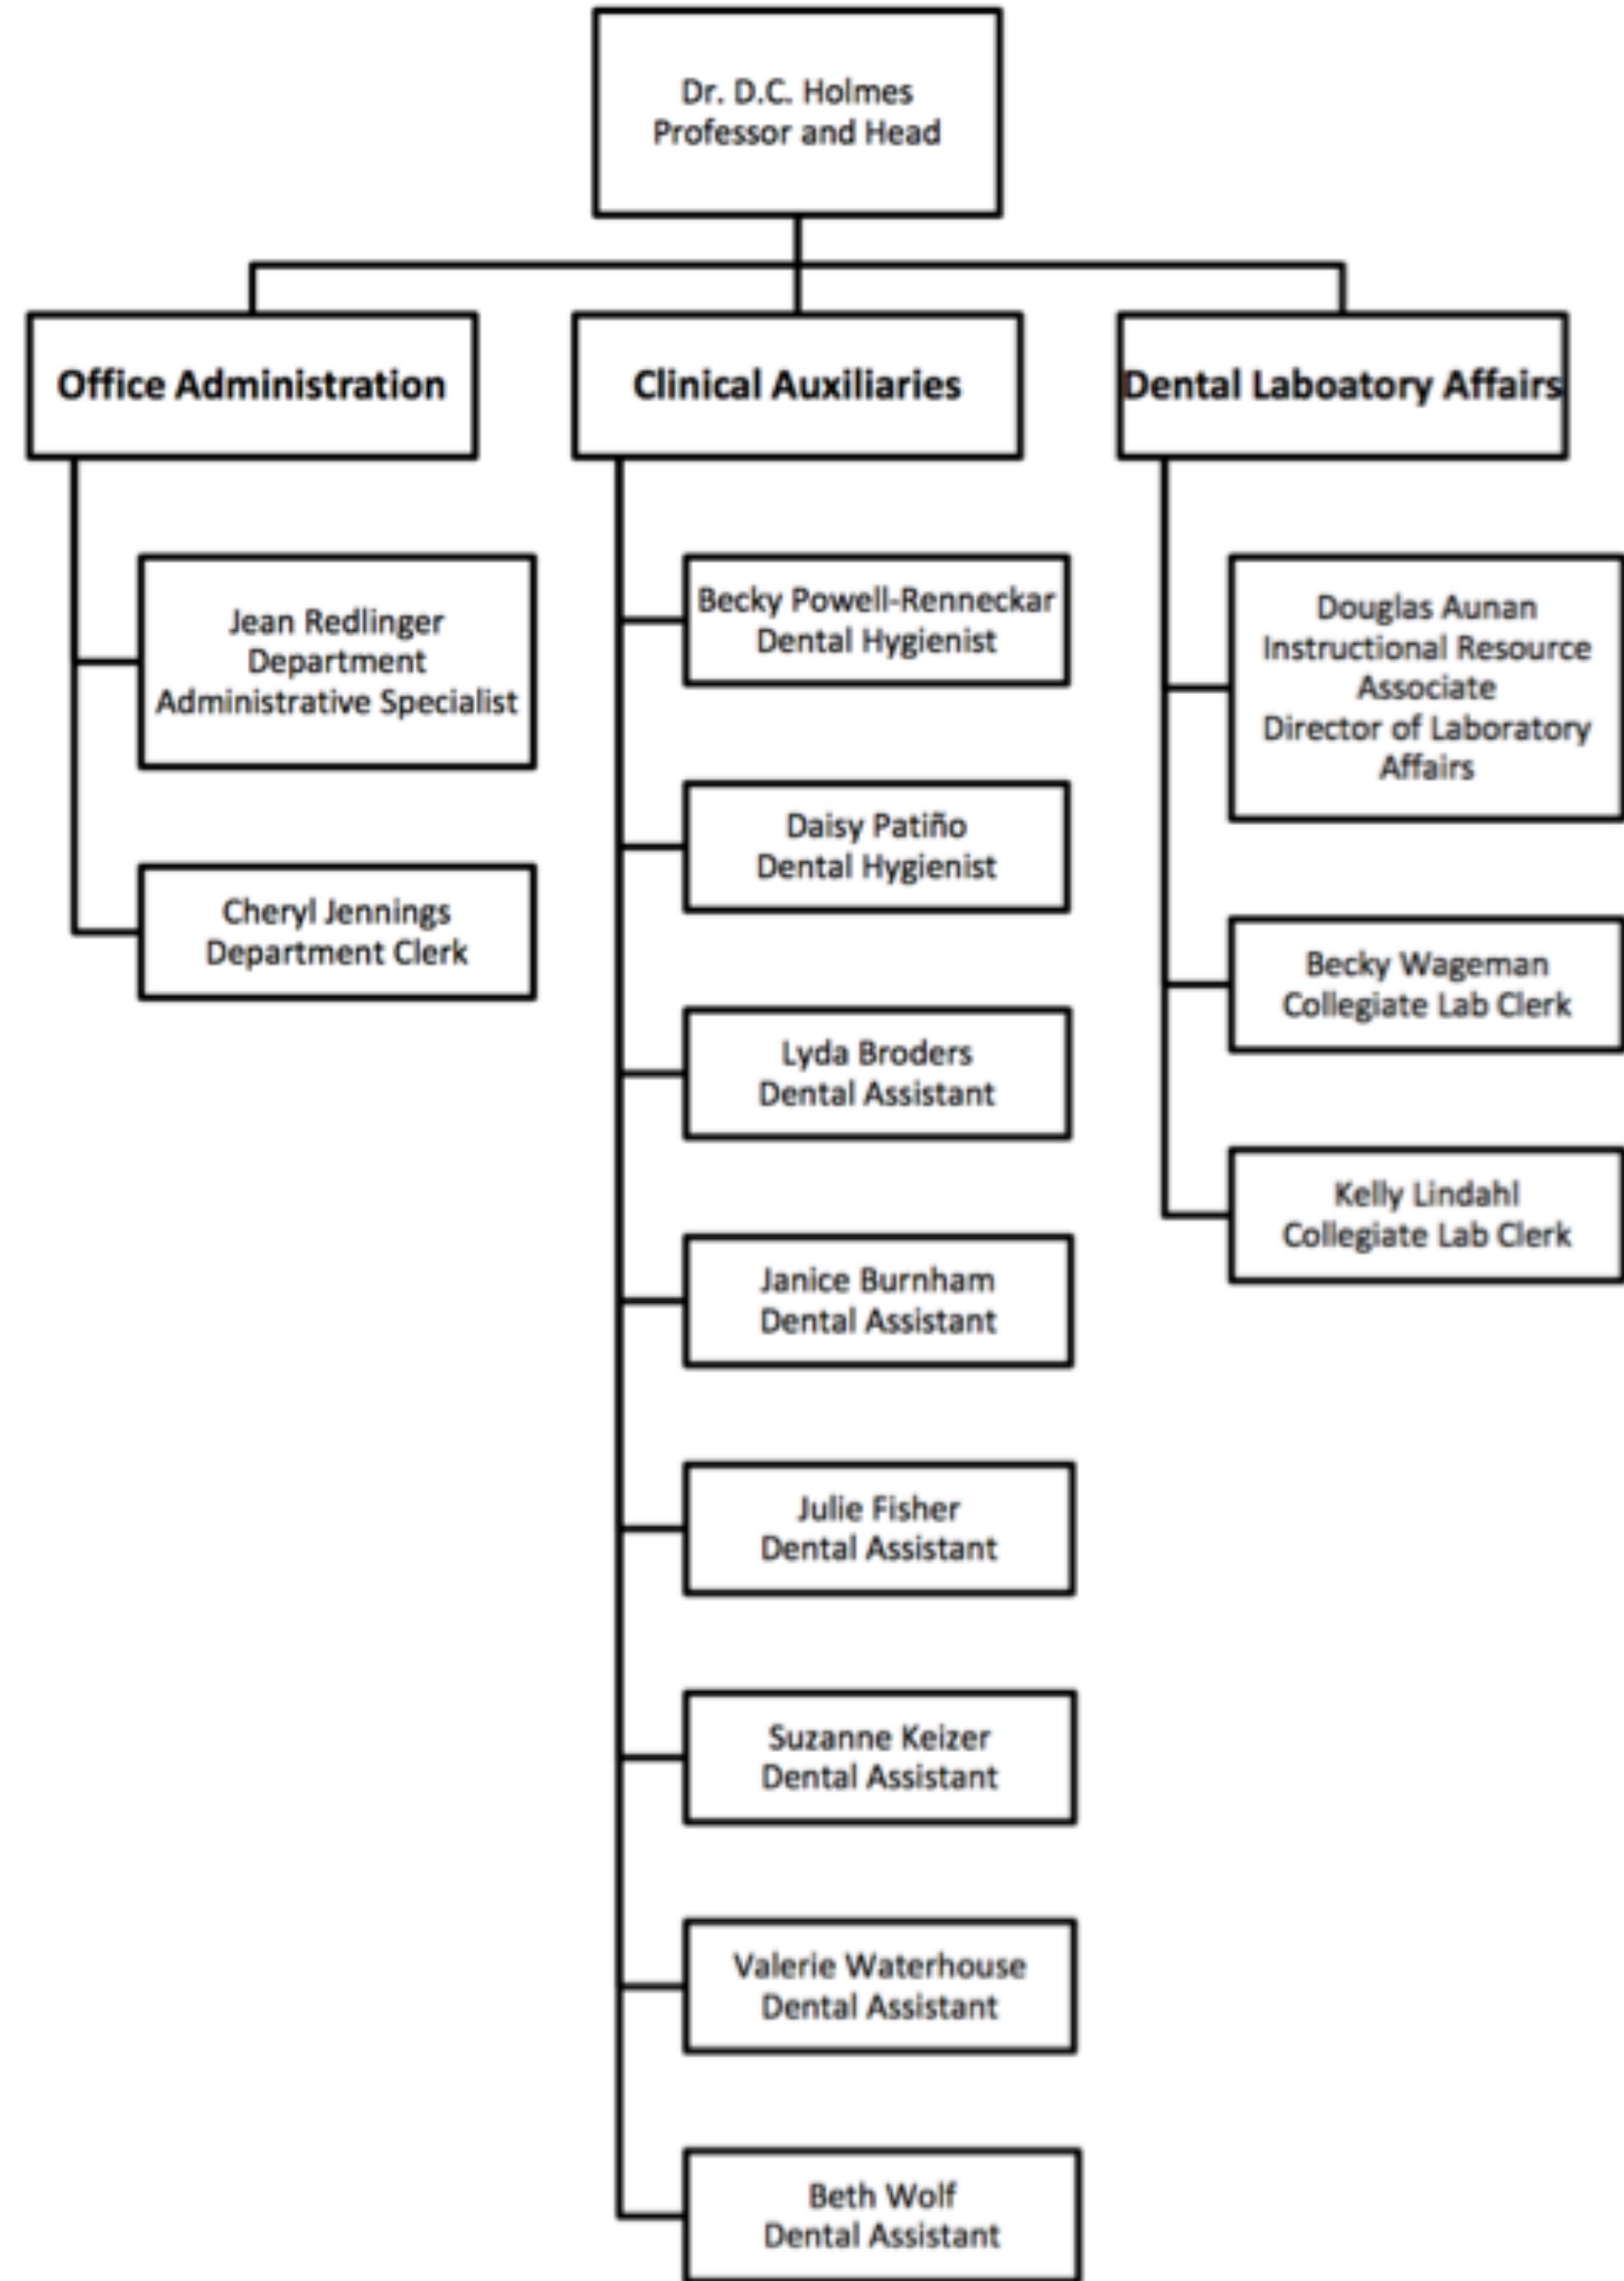 Dr. D.C. Holmes
Professor and Head
Office Administration
Clinical Auxiliaries
Dental Laboatory Affairs
Jean Redlinger
Department
Administrative Specialist
Cheryl Jennings
Department Clerk
Becky Powell-Renneckar
Dental Hygienist
Daisy Patiño
Dental Hygienist
Lyda Broders
Dental Assistant
Janice Burnham
Dental Assistant
Julie Fisher
Dental Assistant
Suzanne Keizer
Dental Assistant
Valerie Waterhouse
Dental Assistant
Beth Wolf
Dental Assistant
Douglas Aunan
Instructional Resource
Associate
Director of Laboratory
Affairs
Becky Wageman
Collegiate Lab Clerk
Kelly Lindahl
Collegiate Lab Clerk